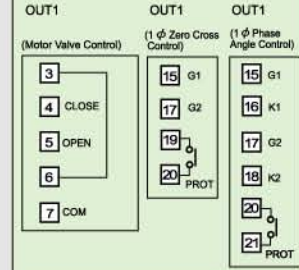 OUT1
(Motor Valve Control)
3
4 CLOSE
5 OPEN
6
7 COM
OUT1
(1 ϕ Zero Cross
Control)
15 G1
17 G2
19
20
PROT
OUT1
(1 ϕ Phase
Angle Control)
15 G1
16 K1
17 G2
18 K2
20
21
PROT